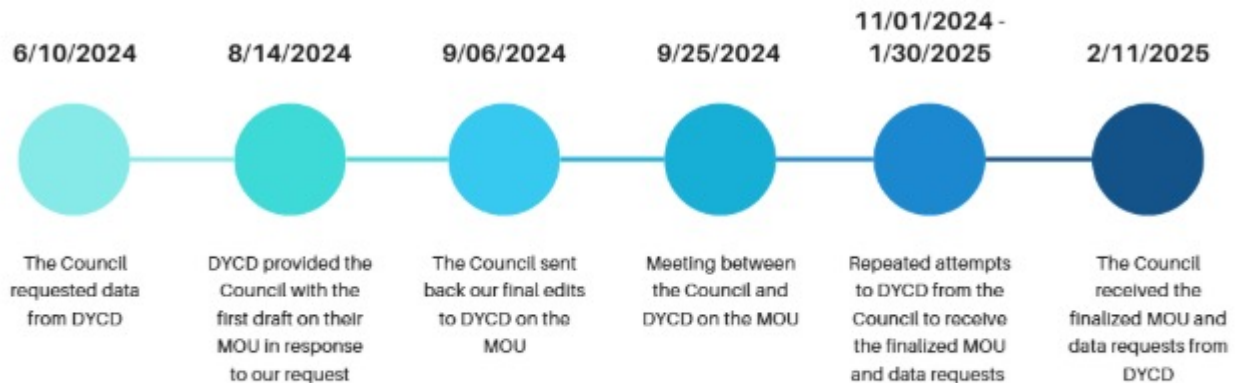 6/10/2024
The Council
requested data
from DYCD
8/14/2024
DYCD provided the
Council with the
first draft on their
MOU in response
to our request
9/06/2024
The Council sent
back our final edits
to DYCD on the
MOU
9/25/2024
Meeting between
the Council and
DYCD on the MOU
11/01/2024 -
1/30/2025
Repeated attempts
to DYCD from the
Council to receive
the finalized MOU
and data requests
2/11/2025
The Council
received the
finalized MOU and
data requests from
DYCD